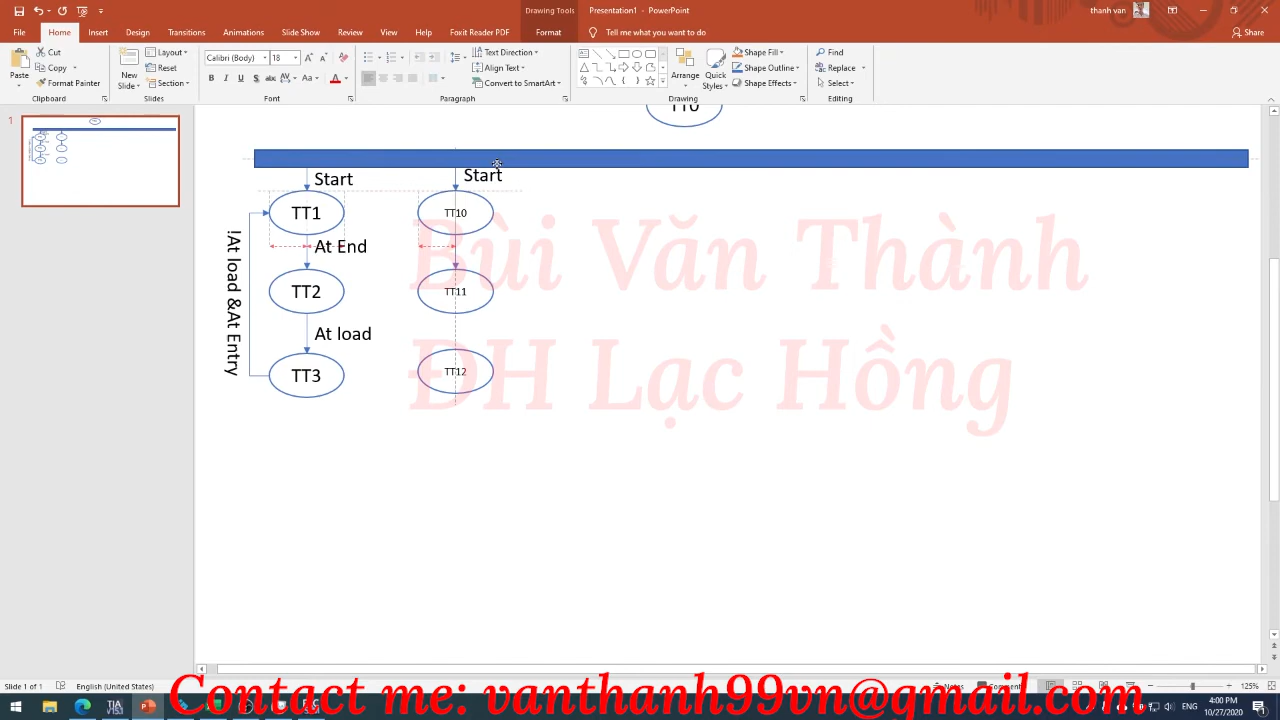 Drawing Tools
Presentation1 - PowerPoint
thanh van
File
Home
Insert
Design
Transitions
Animations
Slide Show
Review
View
Help
Foxit Reader PDF
Format
Tell me what you want to do
Share
Paste
Cut
Copy
Format Painter
Clipboard
New
Slide
Layout
Reset
Section
Slides
Calibri (Body)
18
Font
Text Direction
Align Text
Convert to SmartArt
Paragraph
Arrange
Quick
Styles
Shape Fill
Shape Outline
Shape Effects
Drawing
Find
Replace
Select
Editing
1
TT0
Start
Start
TT1
TT10
At End
TT2
TT11
At load
TT3
TT12
!At load &At Entry
Bùi Văn Thành
ĐH Lạc Hồng
Slide 1 of 1
English (United States)
Notes
Comments
125%
Contact me: vanthanh99vn@gmail.com
ENG
4:00 PM
10/27/2020